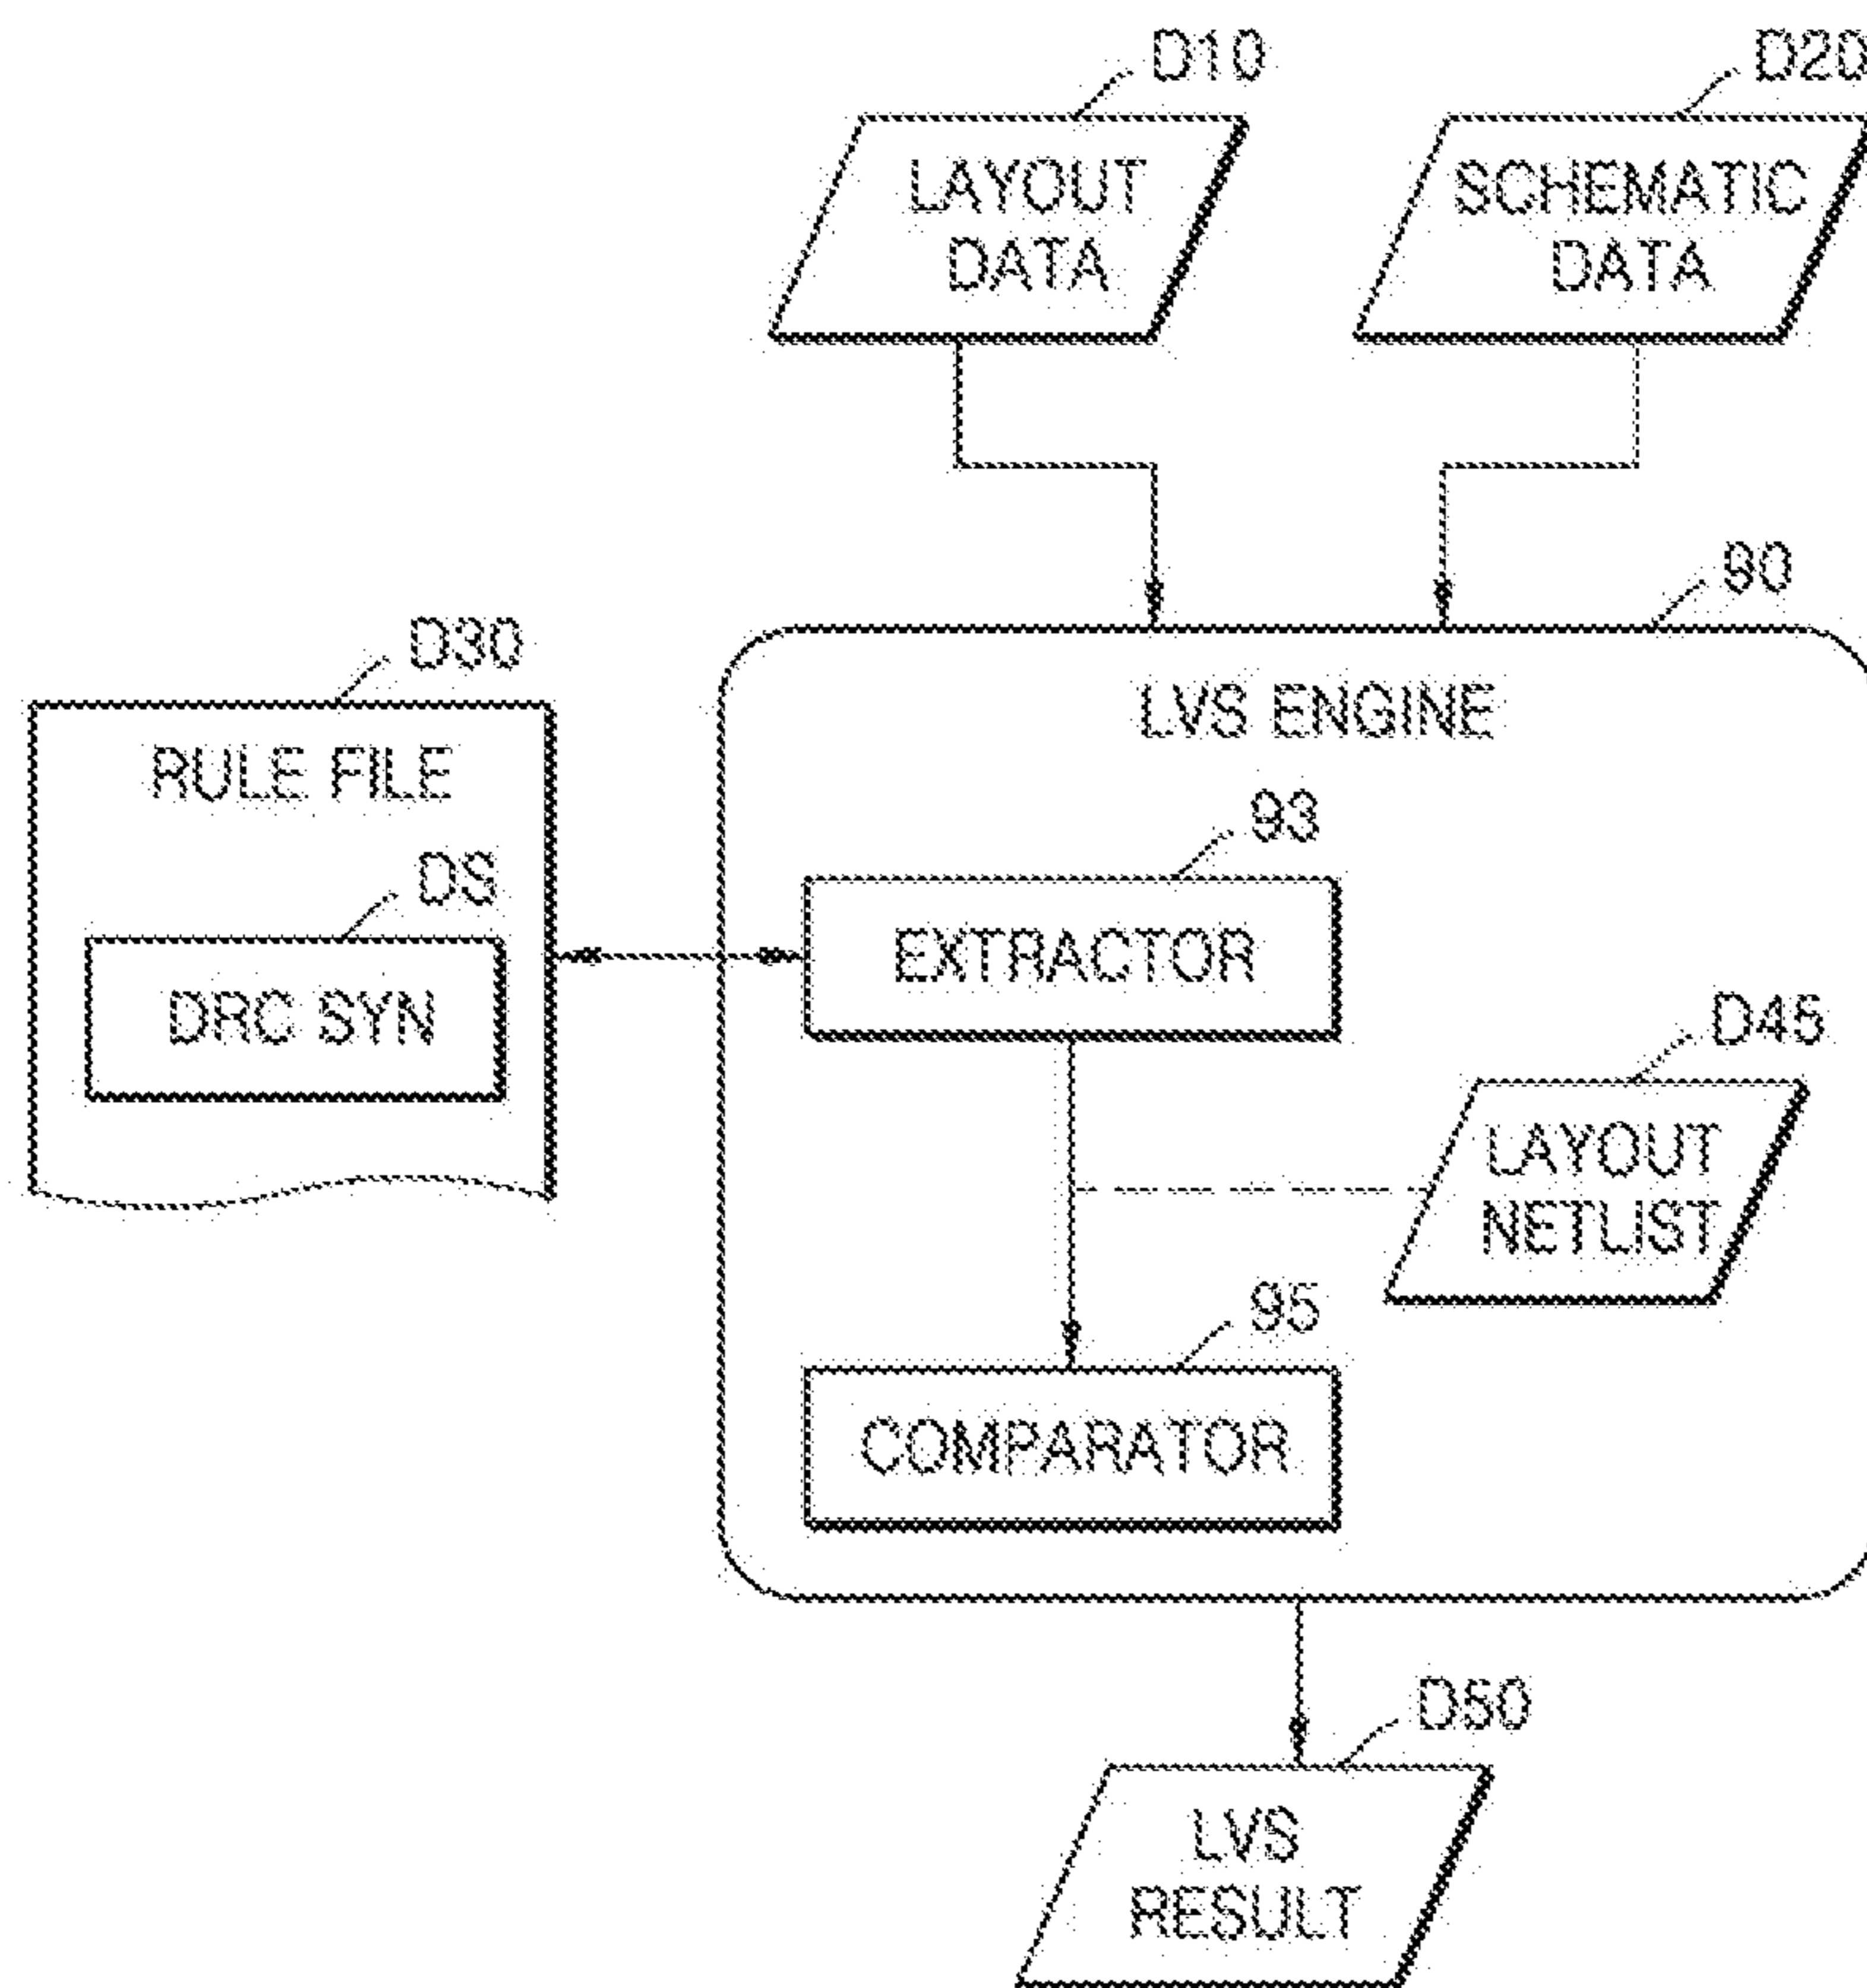 D10
D20
LAYOUT
DATA
SCHEMATIC
DATA
90
D30
LVS ENGINE
RULE FILE
93
DS
EXTRACTOR
DRC SYN
D45
LAYOUT
NETLIST
95
COMPARATOR
D50
LVS
RESULT